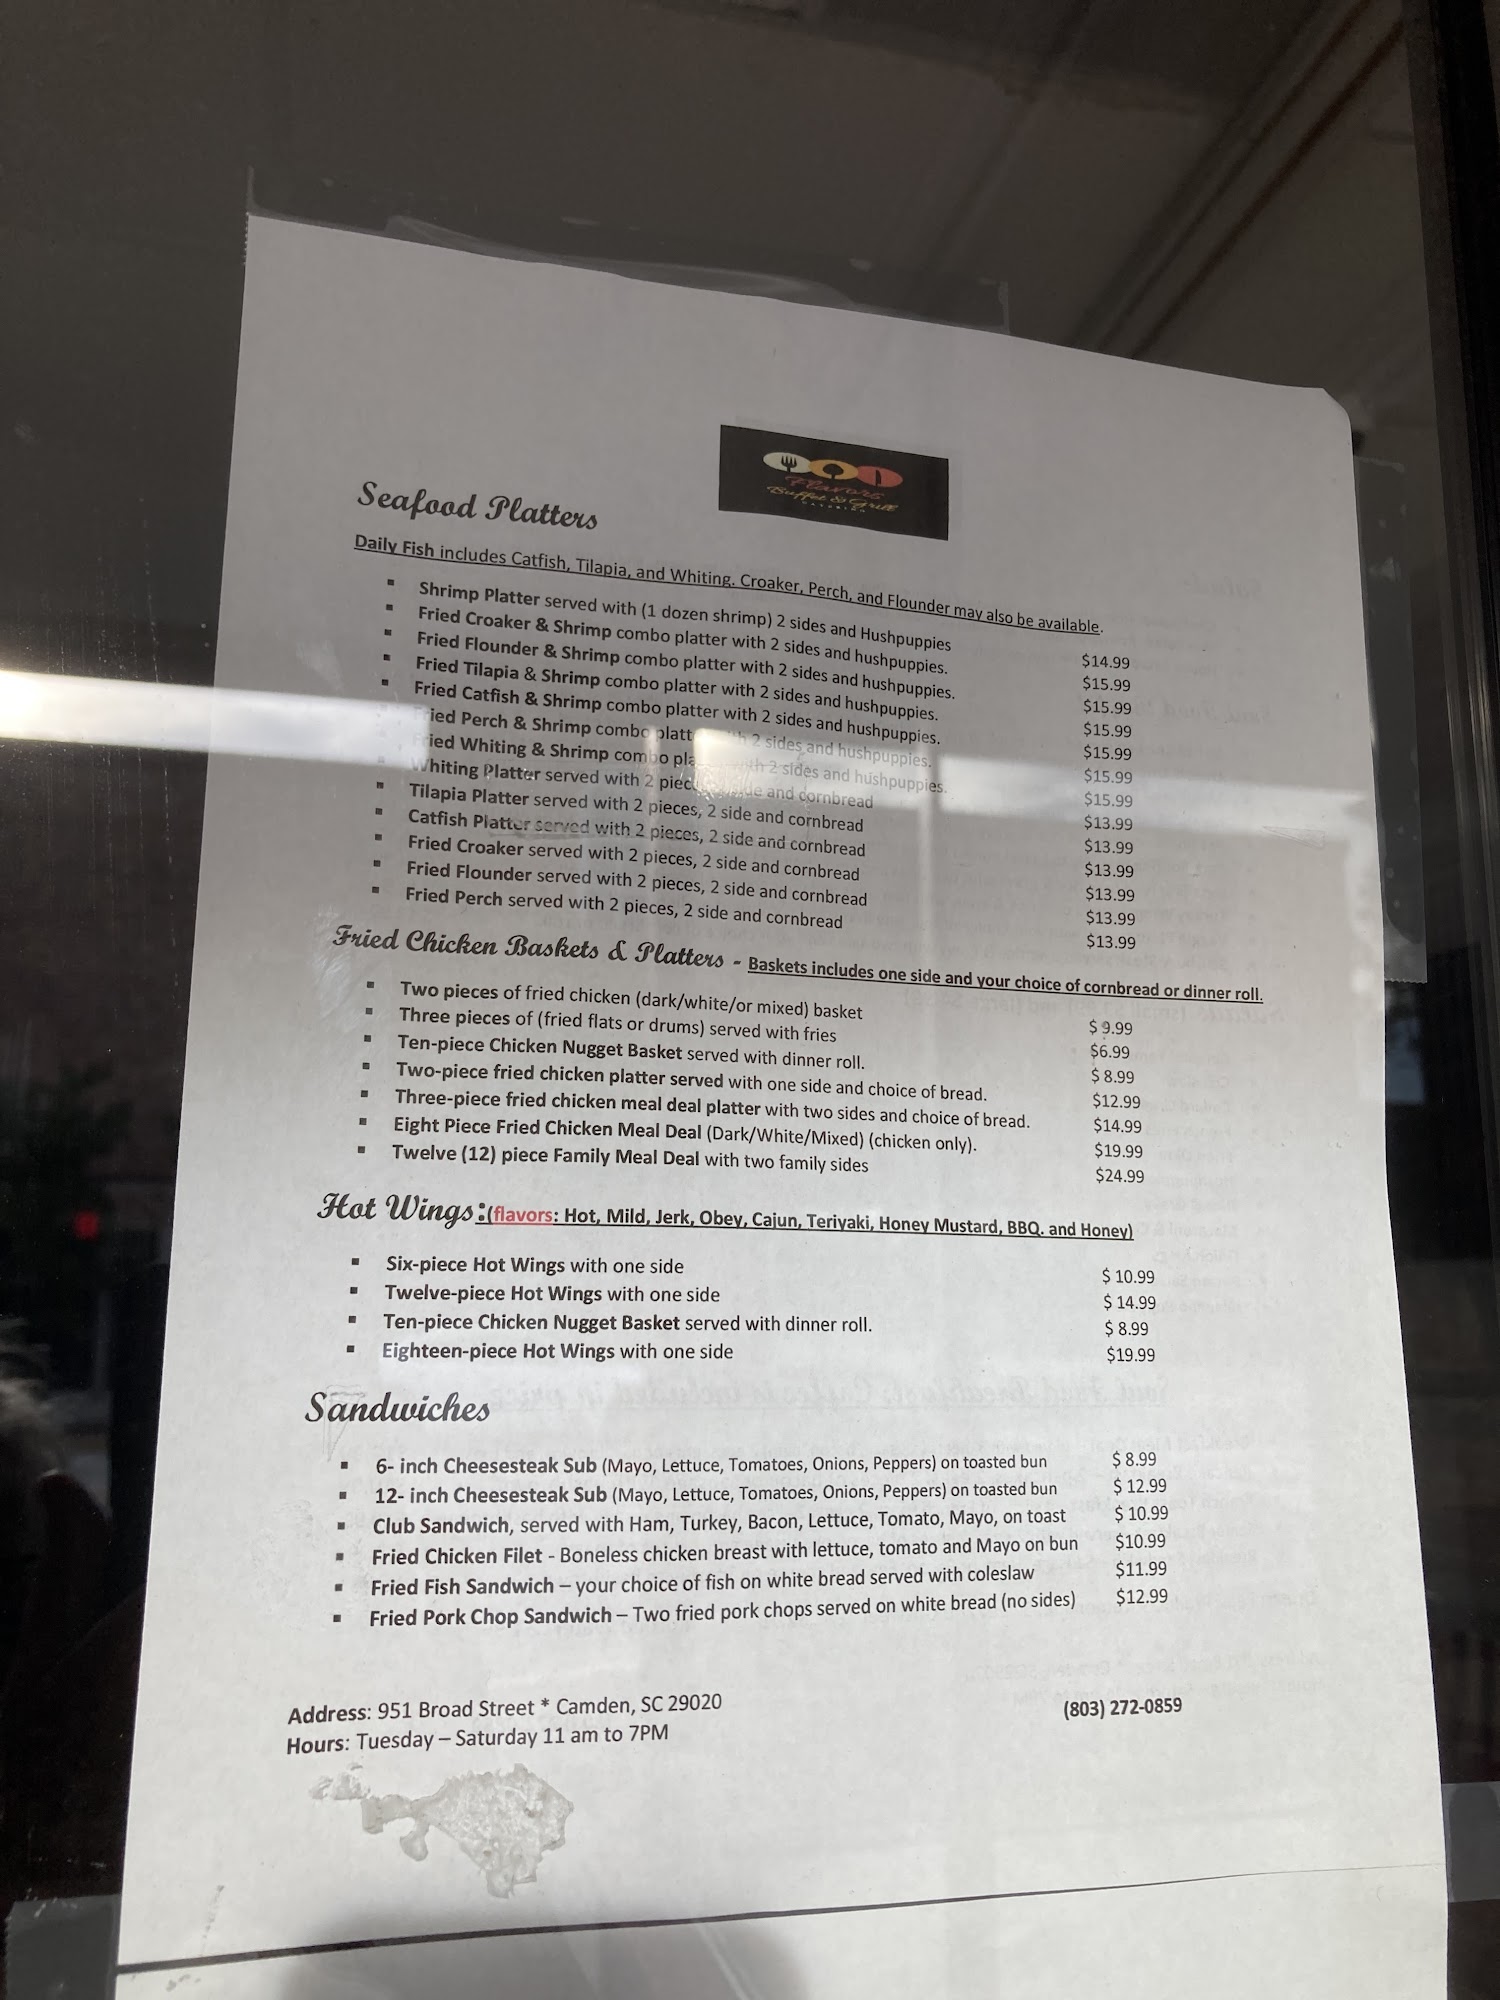 Flavors
Buffet & Grill
CATERING
Seafood Platters
Daily Fish includes Catfish, Tilapia, and Whiting. Croaker, Perch, and Flounder may also be available.
▪ Shrimp Platter served with (1 dozen shrimp) 2 sides and Hushpuppies $14.99
▪ Fried Croaker & Shrimp combo platter with 2 sides and hushpuppies. $15.99
▪ Fried Flounder & Shrimp combo platter with 2 sides and hushpuppies. $15.99
▪ Fried Tilapia & Shrimp combo platter with 2 sides and hushpuppies. $15.99
▪ Fried Catfish & Shrimp combo platter with 2 sides and hushpuppies. $15.99
Fried Perch & Shrimp combo platter with 2 sides and hushpuppies. $15.99
Fried Whiting & Shrimp combo platter with 2 sides and hushpuppies. $15.99
▪ Whiting Platter served with 2 pieces, 2 side and cornbread $13.99
▪ Tilapia Platter served with 2 pieces, 2 side and cornbread $13.99
▪ Catfish Platter served with 2 pieces, 2 side and cornbread $13.99
▪ Fried Croaker served with 2 pieces, 2 side and cornbread $13.99
▪ Fried Flounder served with 2 pieces, 2 side and cornbread $13.99
▪ Fried Perch served with 2 pieces, 2 side and cornbread $13.99
Fried Chicken Baskets & Platters - Baskets includes one side and your choice of cornbread or dinner roll.
▪ Two pieces of fried chicken (dark/white/or mixed) basket $ 9.99
▪ Three pieces of (fried flats or drums) served with fries $6.99
▪ Ten-piece Chicken Nugget Basket served with dinner roll. $ 8.99
▪ Two-piece fried chicken platter served with one side and choice of bread. $12.99
▪ Three-piece fried chicken meal deal platter with two sides and choice of bread. $14.99
▪ Eight Piece Fried Chicken Meal Deal (Dark/White/Mixed) (chicken only). $19.99
▪ Twelve (12) piece Family Meal Deal with two family sides $24.99
Hot Wings:(flavors: Hot, Mild, Jerk, Obey, Cajun, Teriyaki, Honey Mustard, BBQ. and Honey)
▪ Six-piece Hot Wings with one side $ 10.99
▪ Twelve-piece Hot Wings with one side $ 14.99
▪ Ten-piece Chicken Nugget Basket served with dinner roll. $ 8.99
▪ Eighteen-piece Hot Wings with one side $19.99
Sandwiches
▪ 6- inch Cheesesteak Sub (Mayo, Lettuce, Tomatoes, Onions, Peppers) on toasted bun $ 8.99
▪ 12- inch Cheesesteak Sub (Mayo, Lettuce, Tomatoes, Onions, Peppers) on toasted bun $ 12.99
▪ Club Sandwich, served with Ham, Turkey, Bacon, Lettuce, Tomato, Mayo, on toast $ 10.99
▪ Fried Chicken Filet - Boneless chicken breast with lettuce, tomato and Mayo on bun $10.99
▪ Fried Fish Sandwich – your choice of fish on white bread served with coleslaw $11.99
▪ Fried Pork Chop Sandwich – Two fried pork chops served on white bread (no sides) $12.99
Address: 951 Broad Street * Camden, SC 29020 (803) 272-0859
Hours: Tuesday – Saturday 11 am to 7PM